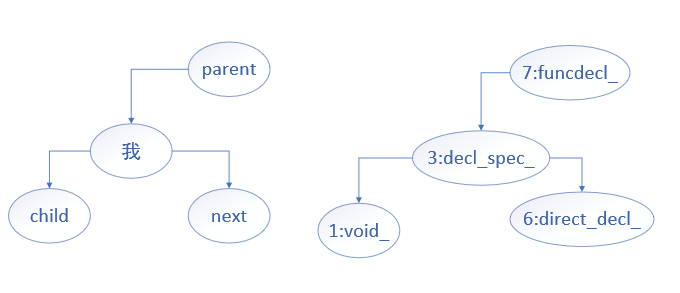 parent
我
child
next
7:funcdecl_
3:decl_spec_
1:void_
6:direct_decl_